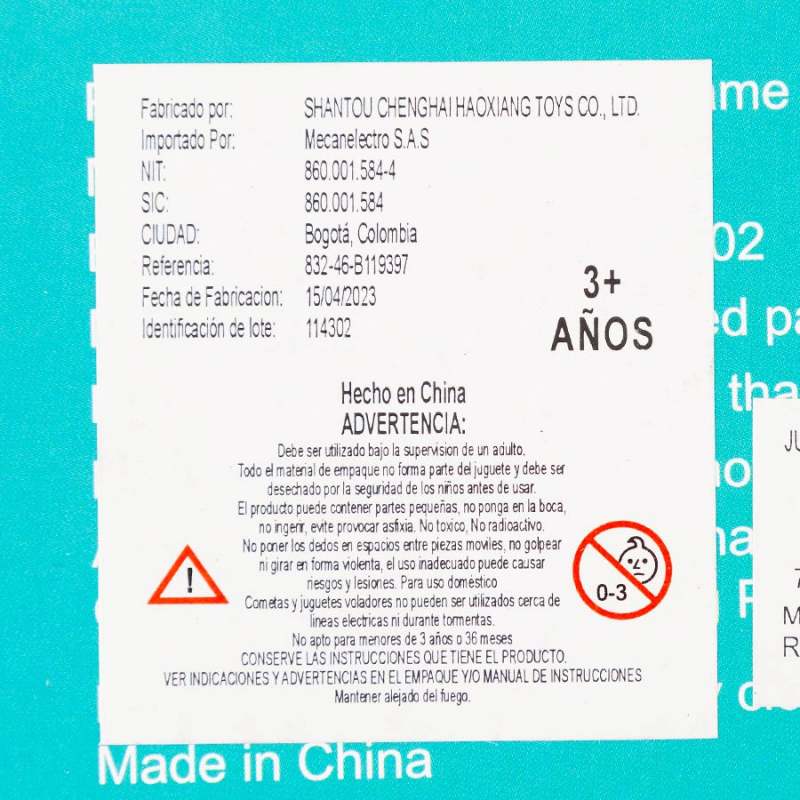 Fabricado por: SHANTOU CHENGHAI HAOXIANG TOYS CO., LTD.
Importado Por: Mecanelectro S.A.S
NIT: 860.001.584-4
SIC: 860.001.584
CIUDAD: Bogotá, Colombia
Referencia: 832-46-B119397
Fecha de Fabricacion: 15/04/2023
Identificación de lote: 114302
3+
AÑOS
Hecho en China
ADVERTENCIA:
Debe ser utilizado bajo la supervision de un adulto.
Todo el material de empaque no forma parte del juguete y debe ser
desechado por la seguridad de los niños antes de usar.
El producto puede contener partes pequeñas, no ponga en la boca,
no ingerir, evite provocar asfixia. No toxico, No radioactivo.
No poner los dedos en espacios entre piezas moviles, no golpear
ni girar en forma violenta, el uso inadecuado puede causar
riesgos y lesiones. Para uso doméstico
Cometas y juguetes voladores no pueden ser utilizados cerca de
lineas electricas ni durante tormentas.
No apto para menores de 3 años o 36 meses
CONSERVE LAS INSTRUCCIONES QUE TIENE EL PRODUCTO.
VER INDICACIONES Y ADVERTENCIAS EN EL EMPAQUE Y/O MANUAL DE INSTRUCCIONES
Mantener alejado del fuego.
!
0-3
02
Made in China